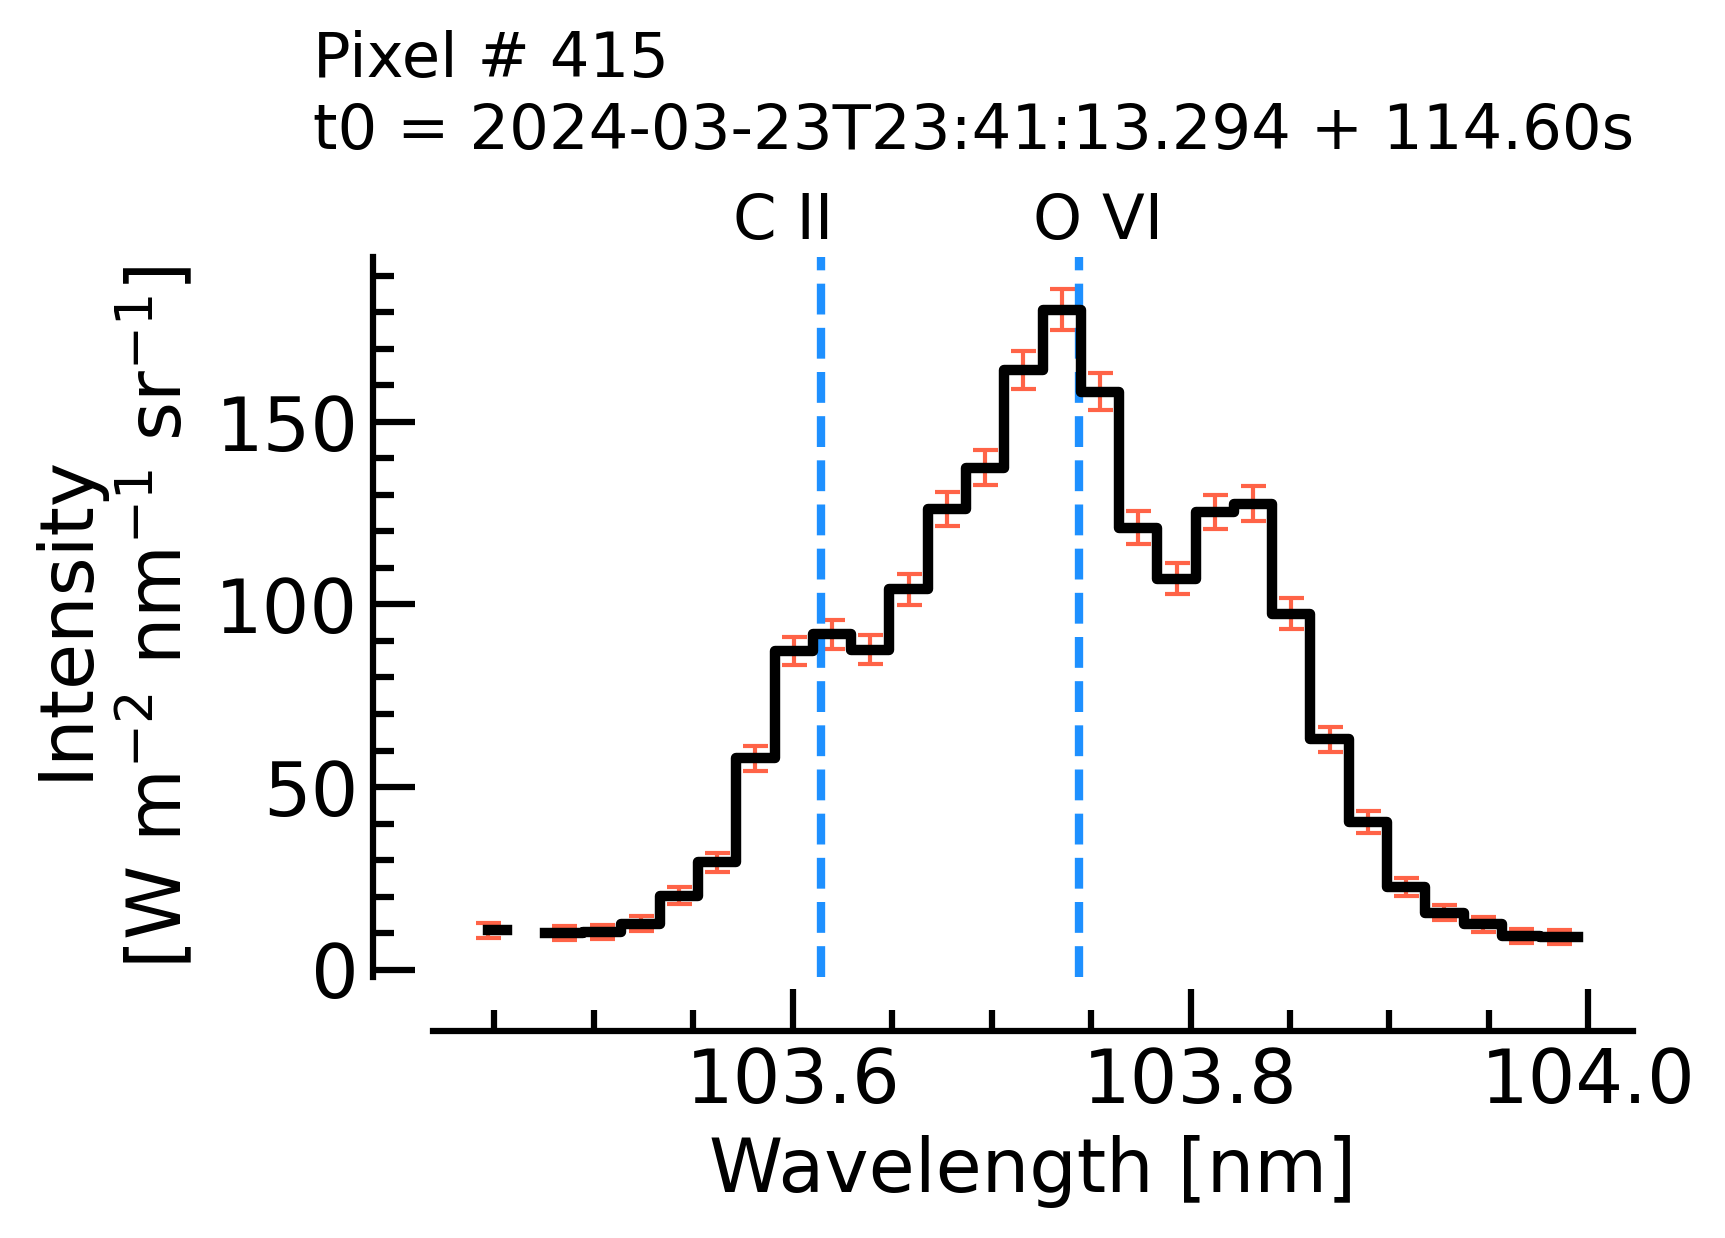 Pixel # 415
t0 = 2024-03-23T23:41:13.294 + 114.60s
C II
O VI
Intensity
[W m⁻² nm⁻¹ sr⁻¹]
150
100
50
0
103.6
103.8
104.0
Wavelength [nm]